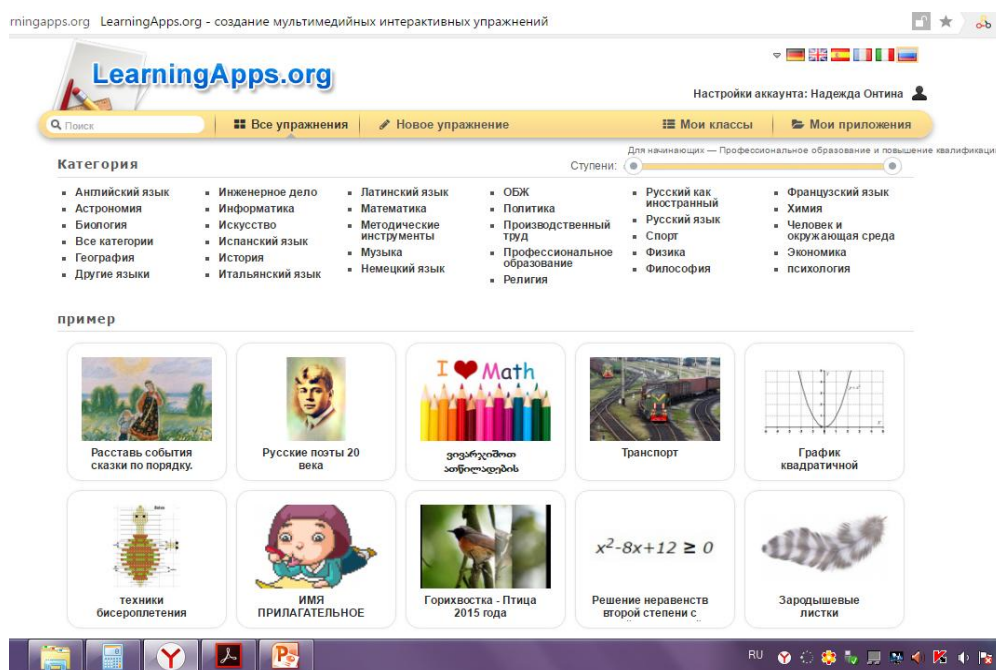 rningapps.org LearningApps.org - создание мультимедийных интерактивных упражнений
LearningApps.org
Настройки аккаунта: Надежда Онтина
Поиск
Все упражнения
Новое упражнение
Мои классы
Мои приложения
Категория
Для начинающих — Профессиональное образование и повышение квалификаци
Ступени:
Английский язык
Астрономия
Биология
Все категории
География
Другие языки
Инженерное дело
Информатика
Искусство
Испанский язык
История
Итальянский язык
Латинский язык
Математика
Методические
инструменты
Музыка
Немецкий язык
ОБЖ
Политика
Производственный
труд
Профессиональное
образование
Религия
Русский как
иностранный
Русский язык
Спорт
Физика
Философия
Французский язык
Химия
Человек и
окружающая среда
Экономика
психология
пример
I Math
Расставь события
сказки по порядку.
Русские поэты 20
века
ვივარჯიშოთ
ათწილადების
Транспорт
График
квадратичной
x²-8x+12 ≥ 0
техники
бисероплетения
ИМЯ
ПРИЛАГАТЕЛЬНОЕ
Горихвостка - Птица
2015 года
Решение неравенств
второй степени с
Зародышевые
листки
RU